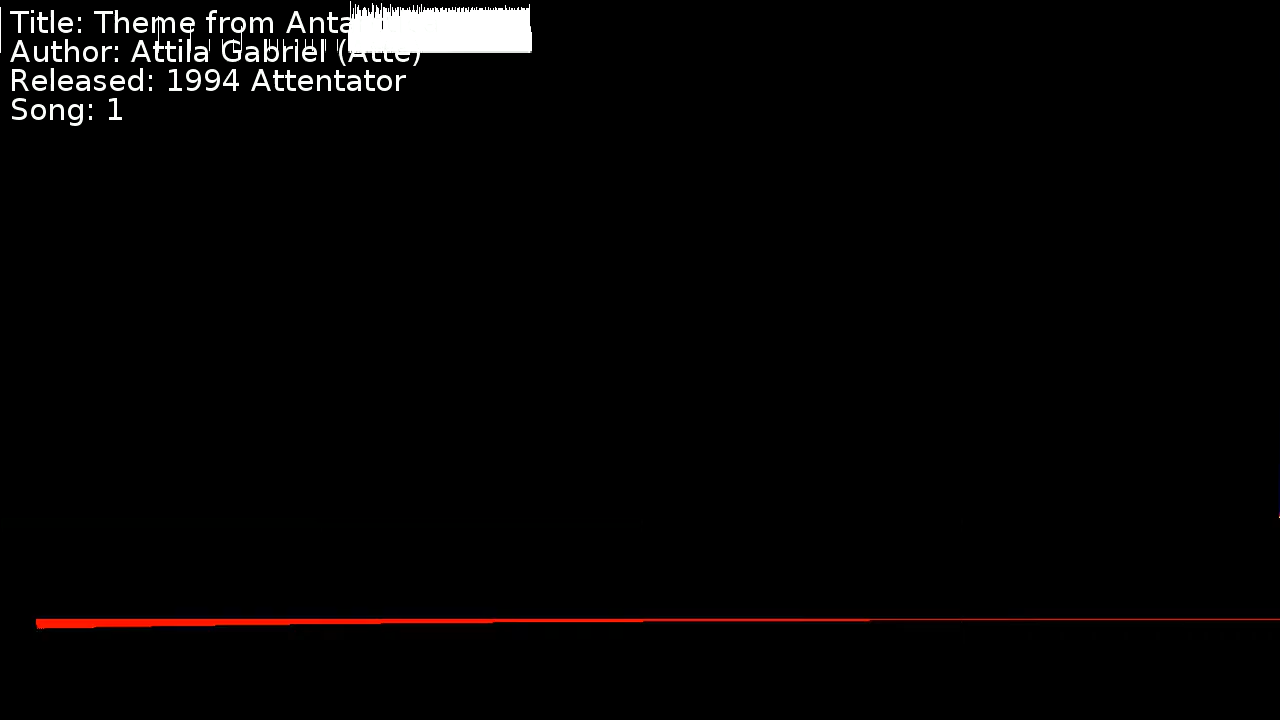 Title: Theme from Anta
Author: Attila Gabriel (Atte)
Released: 1994 Attentator
Song: 1